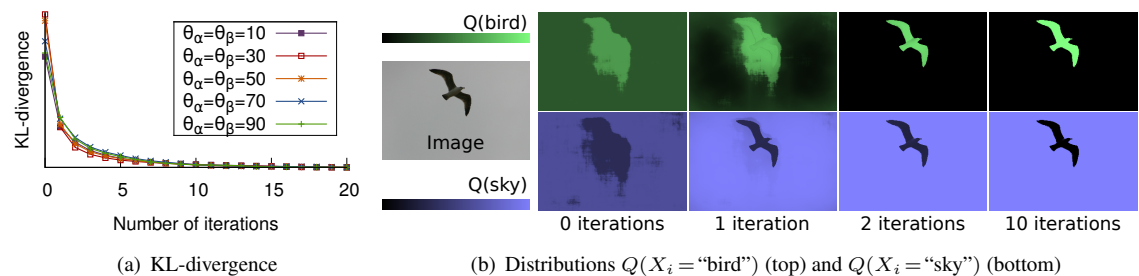 KL-divergence
θα=θβ=10
θα=θβ=30
θα=θβ=50
θα=θβ=70
θα=θβ=90
0 5 10 15 20
Number of iterations
(a) KL-divergence
Q(bird)
Image
Q(sky)
0 iterations 1 iteration 2 iterations 10 iterations
(b) Distributions Q(Xi = “bird”) (top) and Q(Xi = “sky”) (bottom)